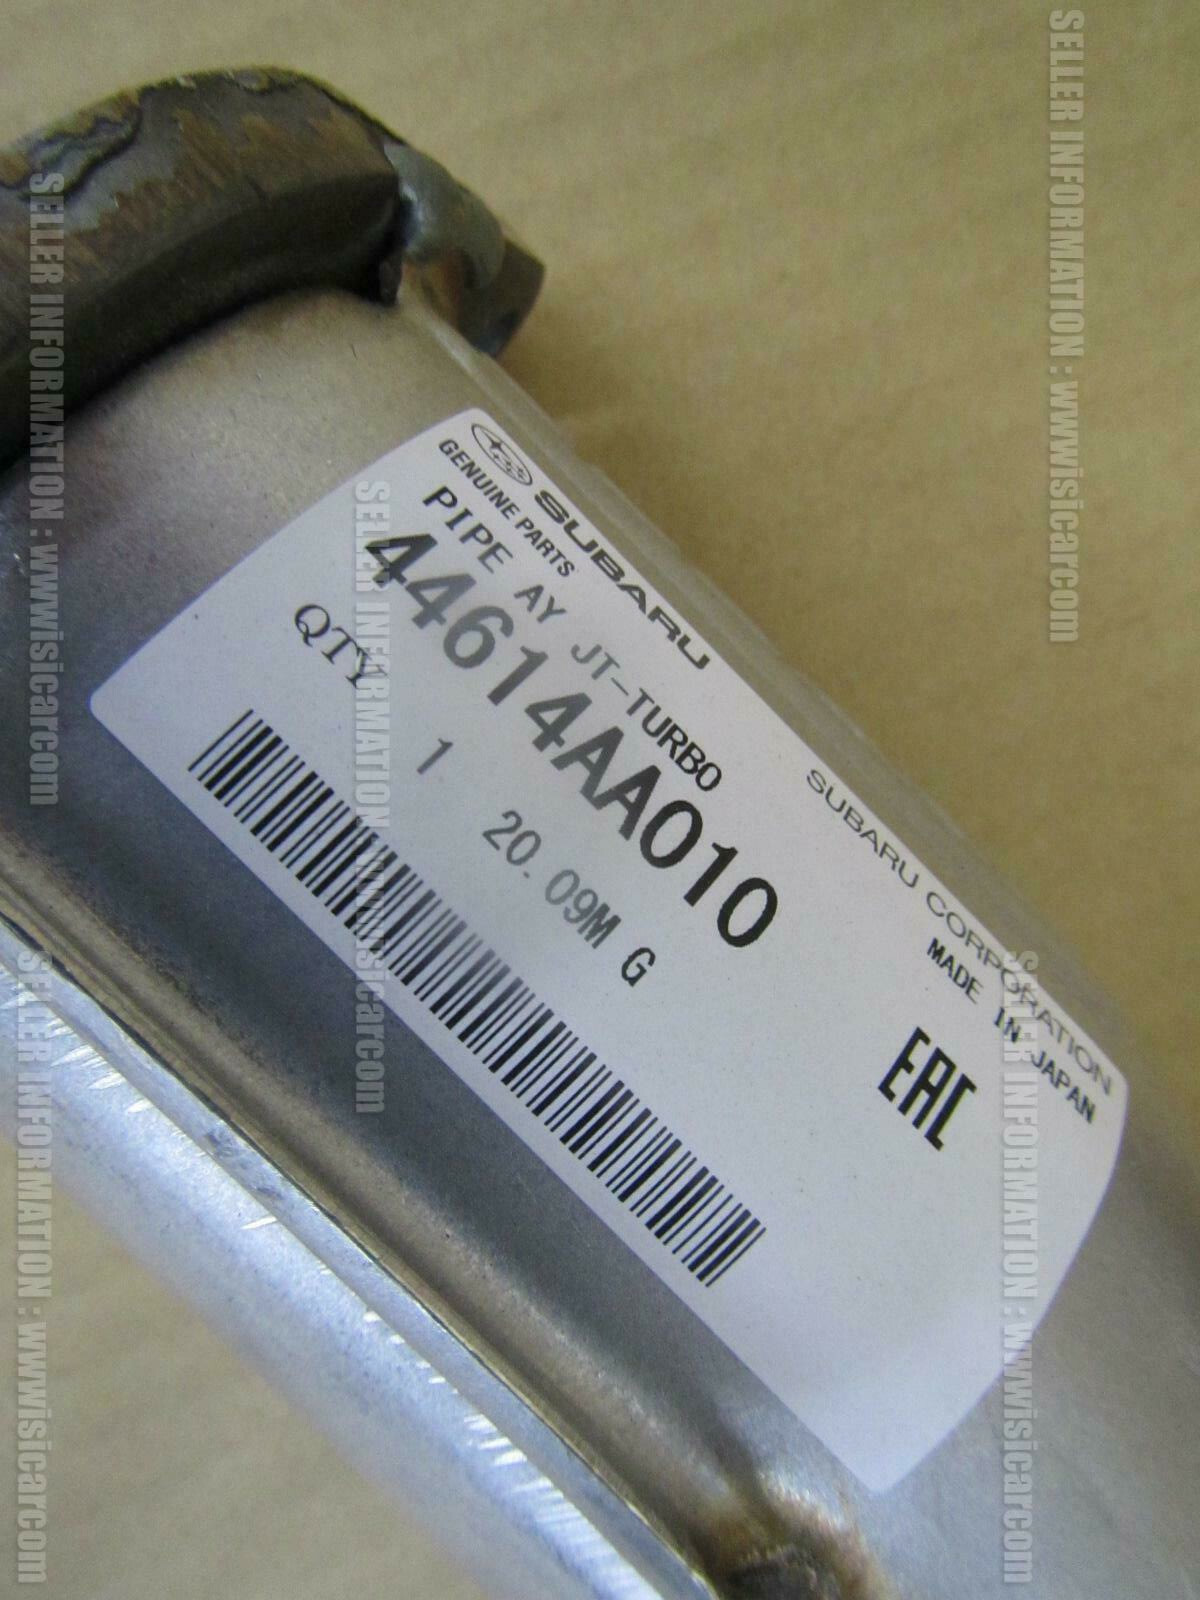 SUBARU
GENUINE PARTS
PIPE AY JT-TURBO
44614AA010
QTY 1 20.09M G
SUBARU CORPORATION
MADE IN JAPAN
EAC
SELLER INFORMATION : www.isicar.com
SELLER INFORMATION : www.isicar.com
SELLER INFORMATION : www.isicar.com
SELLER INFORMATION : www.isicar.com
SELLER INFORMATION : www.isicar.com